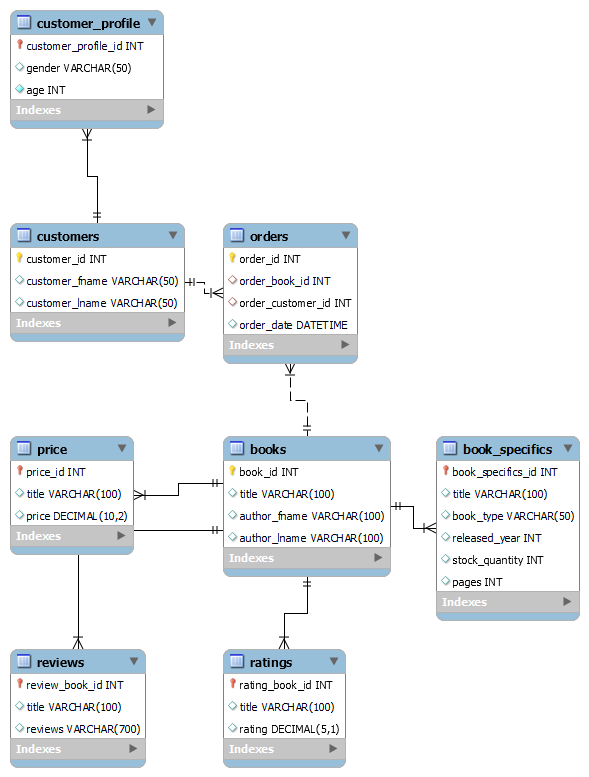 customer_profile
customer_profile_id INT
gender VARCHAR(50)
age INT
Indexes
customers
customer_id INT
customer_fname VARCHAR(50)
customer_lname VARCHAR(50)
Indexes
orders
order_id INT
order_book_id INT
order_customer_id INT
order_date DATETIME
Indexes
price
price_id INT
title VARCHAR(100)
price DECIMAL(10,2)
Indexes
books
book_id INT
title VARCHAR(100)
author_fname VARCHAR(100)
author_lname VARCHAR(100)
Indexes
book_specifics
book_specifics_id INT
title VARCHAR(100)
book_type VARCHAR(50)
released_year INT
stock_quantity INT
pages INT
Indexes
reviews
review_book_id INT
title VARCHAR(100)
reviews VARCHAR(700)
Indexes
ratings
rating_book_id INT
title VARCHAR(100)
rating DECIMAL(5,1)
Indexes